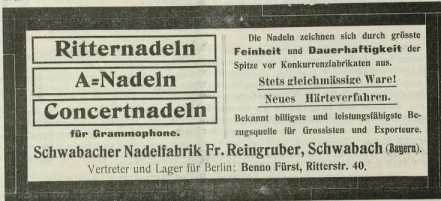 Ritternadeln
A=Nadeln
Concertnadeln
für Grammophone.
Die Nadeln zeichnen sich durch grösste
Feinheit und Dauerhaftigkeit der
Spitze vor Konkurrenzfabrikaten aus.
Stets gleichmässige Ware!
Neues Härteverfahren.
Bekannt billigste und leistungsfähigste Be-
zugsquelle für Grossisten und Exporteure.
Schwabacher Nadelfabrik Fr. Reingruber, Schwabach (Bayern).
Vertreter und Lager für Berlin: Benno Fürst, Ritterstr. 40.